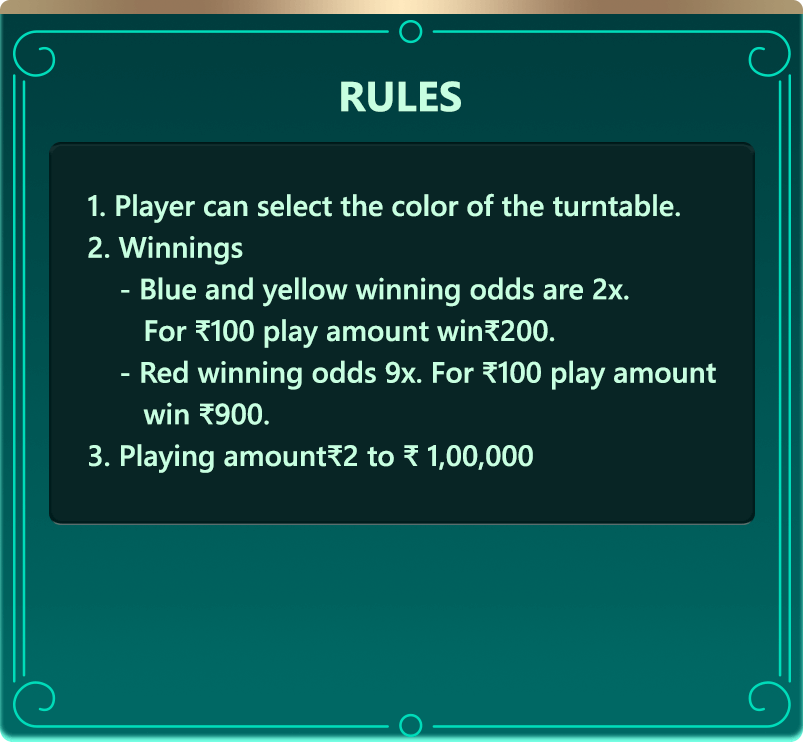 RULES
1. Player can select the color of the turntable.
2. Winnings
- Blue and yellow winning odds are 2x.
For ₹100 play amount win₹200.
- Red winning odds 9x. For ₹100 play amount
win ₹900.
3. Playing amount₹2 to ₹ 1,00,000